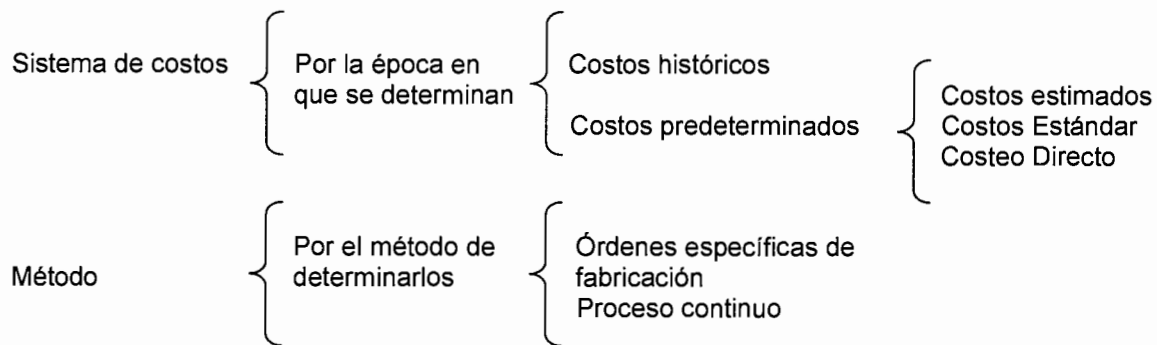 Sistema de costos
Por la época en
que se determinan
Costos históricos
Costos predeterminados
Costos estimados
Costos Estándar
Costeo Directo
Método
Por el método de
determinarlos
Órdenes específicas de
fabricación
Proceso continuo